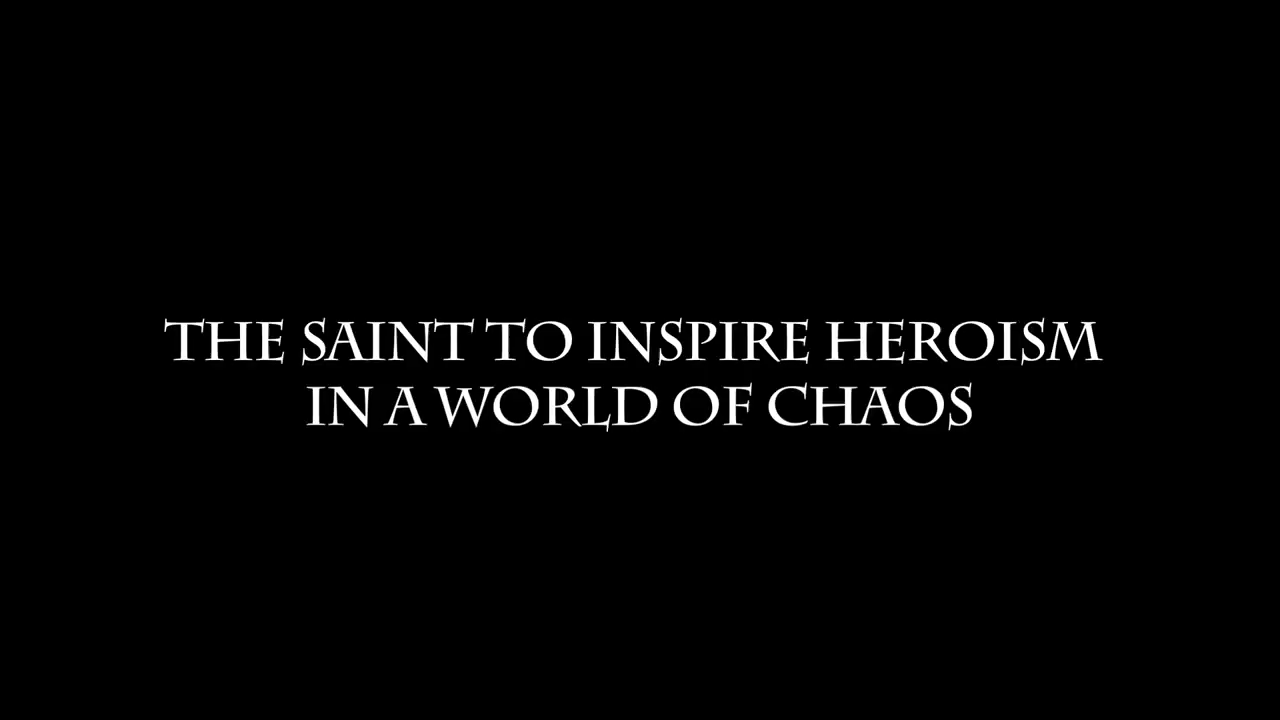 THE SAINT TO INSPIRE HEROISM
IN A WORLD OF CHAOS